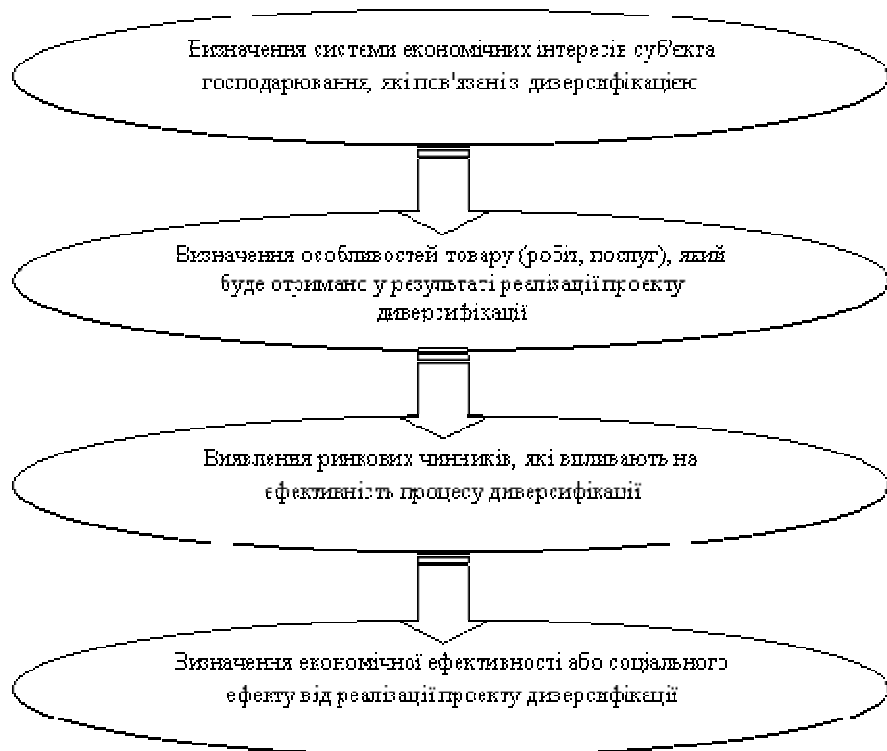 Визначення системи економічних інтересів суб'єкта
господарювання, які пов'язені з диверсифікацією
Визначення особливостей товару (робіт, послуг), який
буде отримано у результаті реалізації проекту
диверсифікації
Виявлення ринкових чинників, які впливають на
ефективність процесу диверсифікації
Визначення економічної ефективності або соціального
ефекту від реалізації проекту диверсифікації